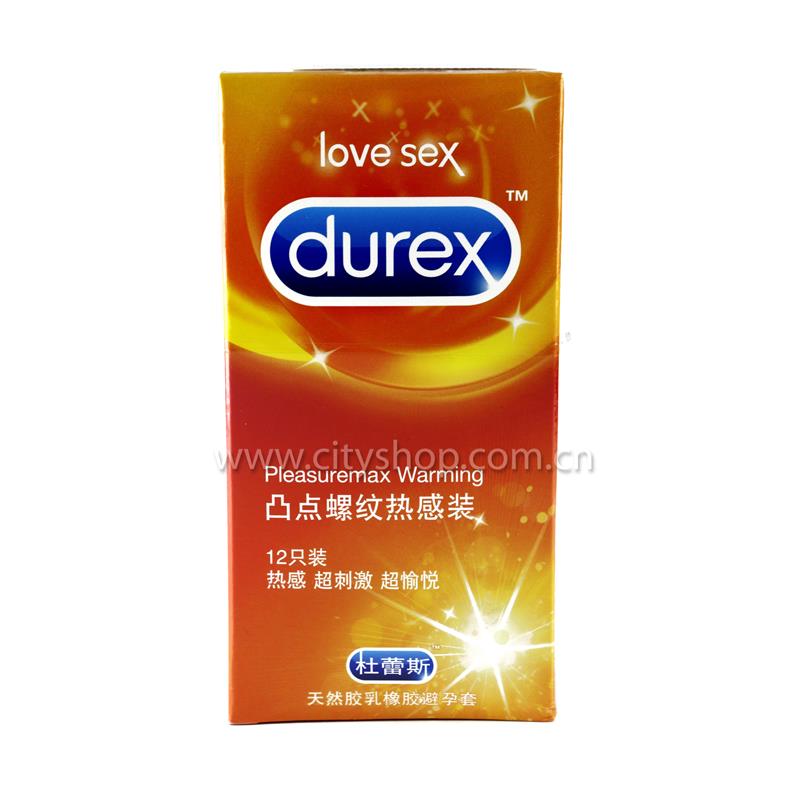 love sex
durex
TM
www.cityshop.com.cn
Pleasuremax Warming
凸点螺纹热感装
12只装
热感 超刺激 超愉悦
杜蕾斯
TM
天然胶乳橡胶避孕套